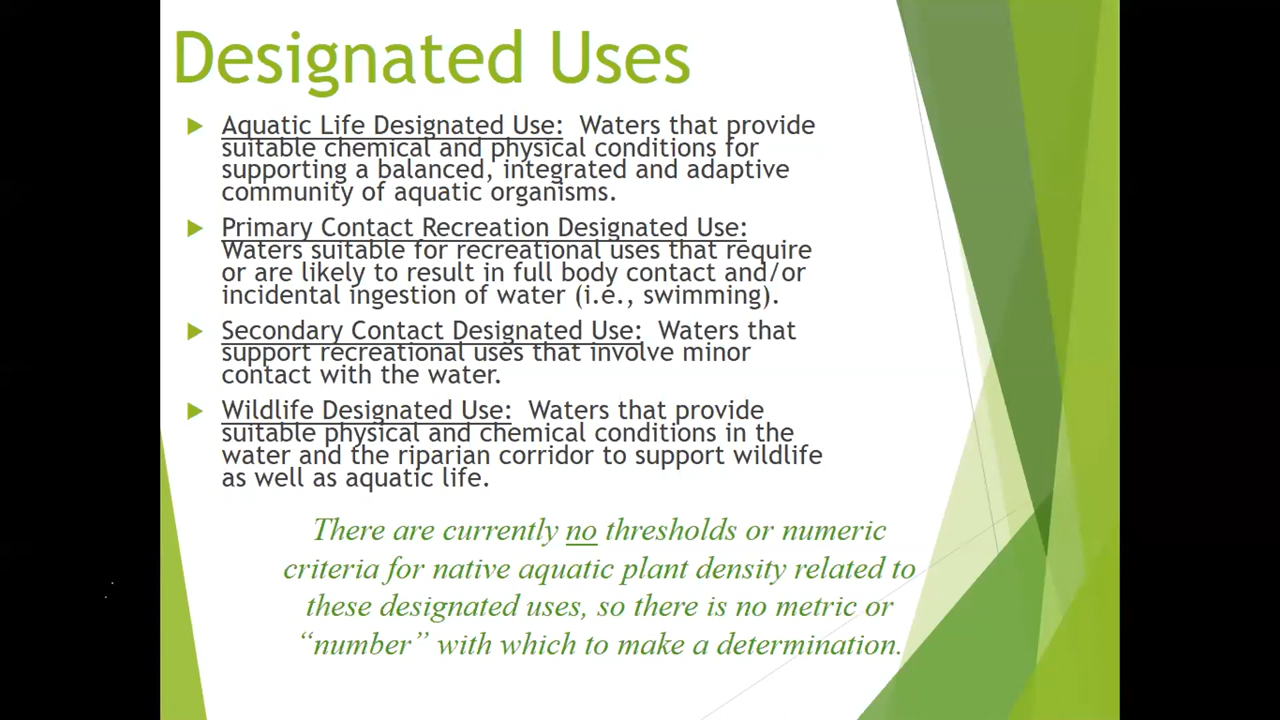 Designated Uses
Aquatic Life Designated Use:  Waters that provide
suitable chemical and physical conditions for
supporting a balanced, integrated and adaptive
community of aquatic organisms.
Primary Contact Recreation Designated Use:
Waters suitable for recreational uses that require
or are likely to result in full body contact and/or
incidental ingestion of water (i.e., swimming).
Secondary Contact Designated Use:  Waters that
support recreational uses that involve minor
contact with the water.
Wildlife Designated Use:  Waters that provide
suitable physical and chemical conditions in the
water and the riparian corridor to support wildlife
as well as aquatic life.
There are currently no thresholds or numeric
criteria for native aquatic plant density related to
these designated uses, so there is no metric or
“number” with which to make a determination.